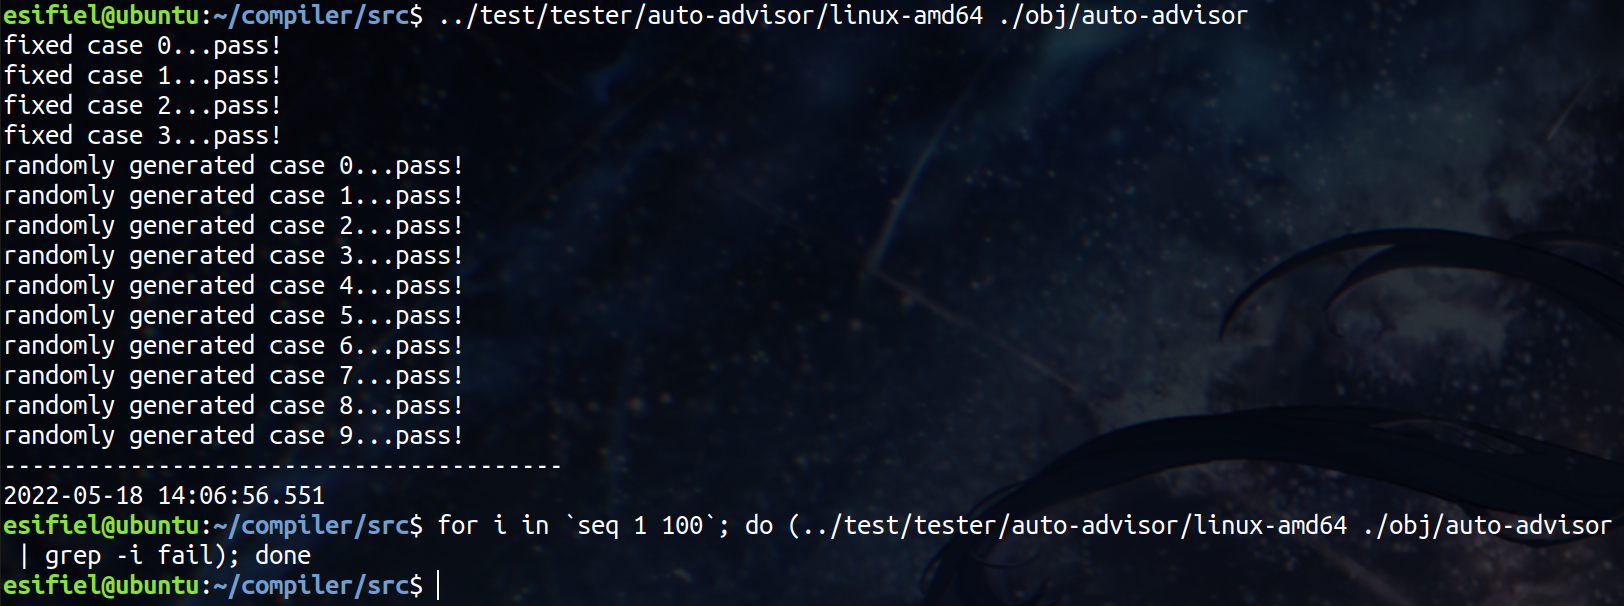 esifiel@ubuntu:~/compiler/src$ ../test/tester/auto-advisor/linux-amd64 ./obj/auto-advisor
fixed case 0...pass!
fixed case 1...pass!
fixed case 2...pass!
fixed case 3...pass!
randomly generated case 0...pass!
randomly generated case 1...pass!
randomly generated case 2...pass!
randomly generated case 3...pass!
randomly generated case 4...pass!
randomly generated case 5...pass!
randomly generated case 6...pass!
randomly generated case 7...pass!
randomly generated case 8...pass!
randomly generated case 9...pass!
----------------------------------------
2022-05-18 14:06:56.551
esifiel@ubuntu:~/compiler/src$ for i in `seq 1 100`; do (../test/tester/auto-advisor/linux-amd64 ./obj/auto-advisor
 | grep -i fail); done
esifiel@ubuntu:~/compiler/src$